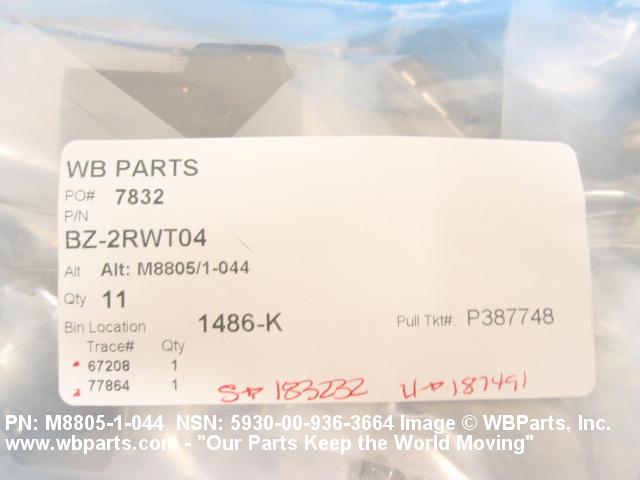 WB PARTS
PO# 7832
P/N
BZ-2RWT04
Alt Alt: M8805/1-044
Qty 11
Bin Location 1486-K Pull Tkt#: P387748
Trace# Qty
67208 1
77864 1
183232 187491
PN: M8805-1-044 NSN: 5930-00-936-3664 Image © WBParts, Inc.
www.wbparts.com - "Our Parts Keep the World Moving"